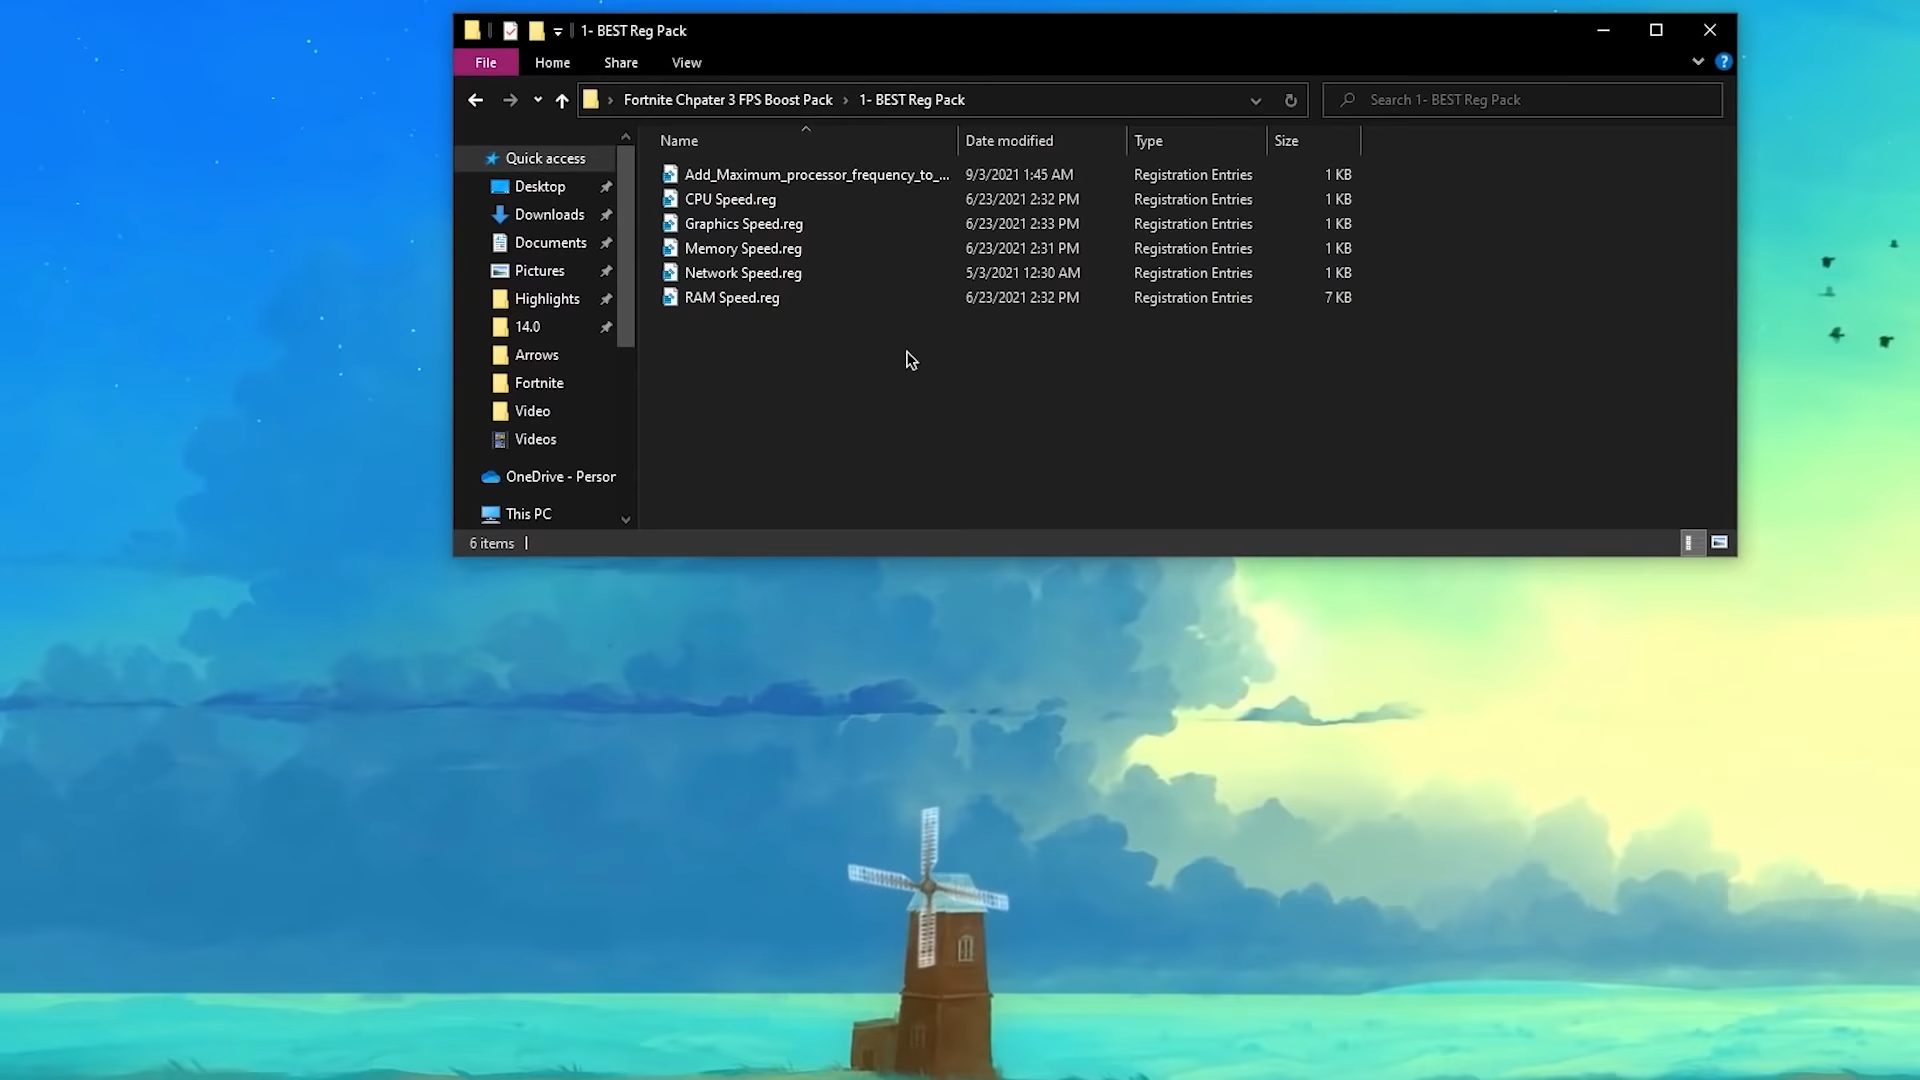 1- BEST Reg Pack
File Home Share View
Fortnite Chpater 3 FPS Boost Pack › 1- BEST Reg Pack
Search 1- BEST Reg Pack
Name Date modified Type Size
Quick access
Desktop
Downloads
Documents
Pictures
Highlights
14.0
Arrows
Fortnite
Video
Videos
OneDrive - Person
This PC
Add_Maximum_processor_frequency_to_... 9/3/2021 1:45 AM Registration Entries 1 KB
CPU Speed.reg 6/23/2021 2:32 PM Registration Entries 1 KB
Graphics Speed.reg 6/23/2021 2:33 PM Registration Entries 1 KB
Memory Speed.reg 6/23/2021 2:31 PM Registration Entries 1 KB
Network Speed.reg 5/3/2021 12:30 AM Registration Entries 1 KB
RAM Speed.reg 6/23/2021 2:32 PM Registration Entries 7 KB
6 items